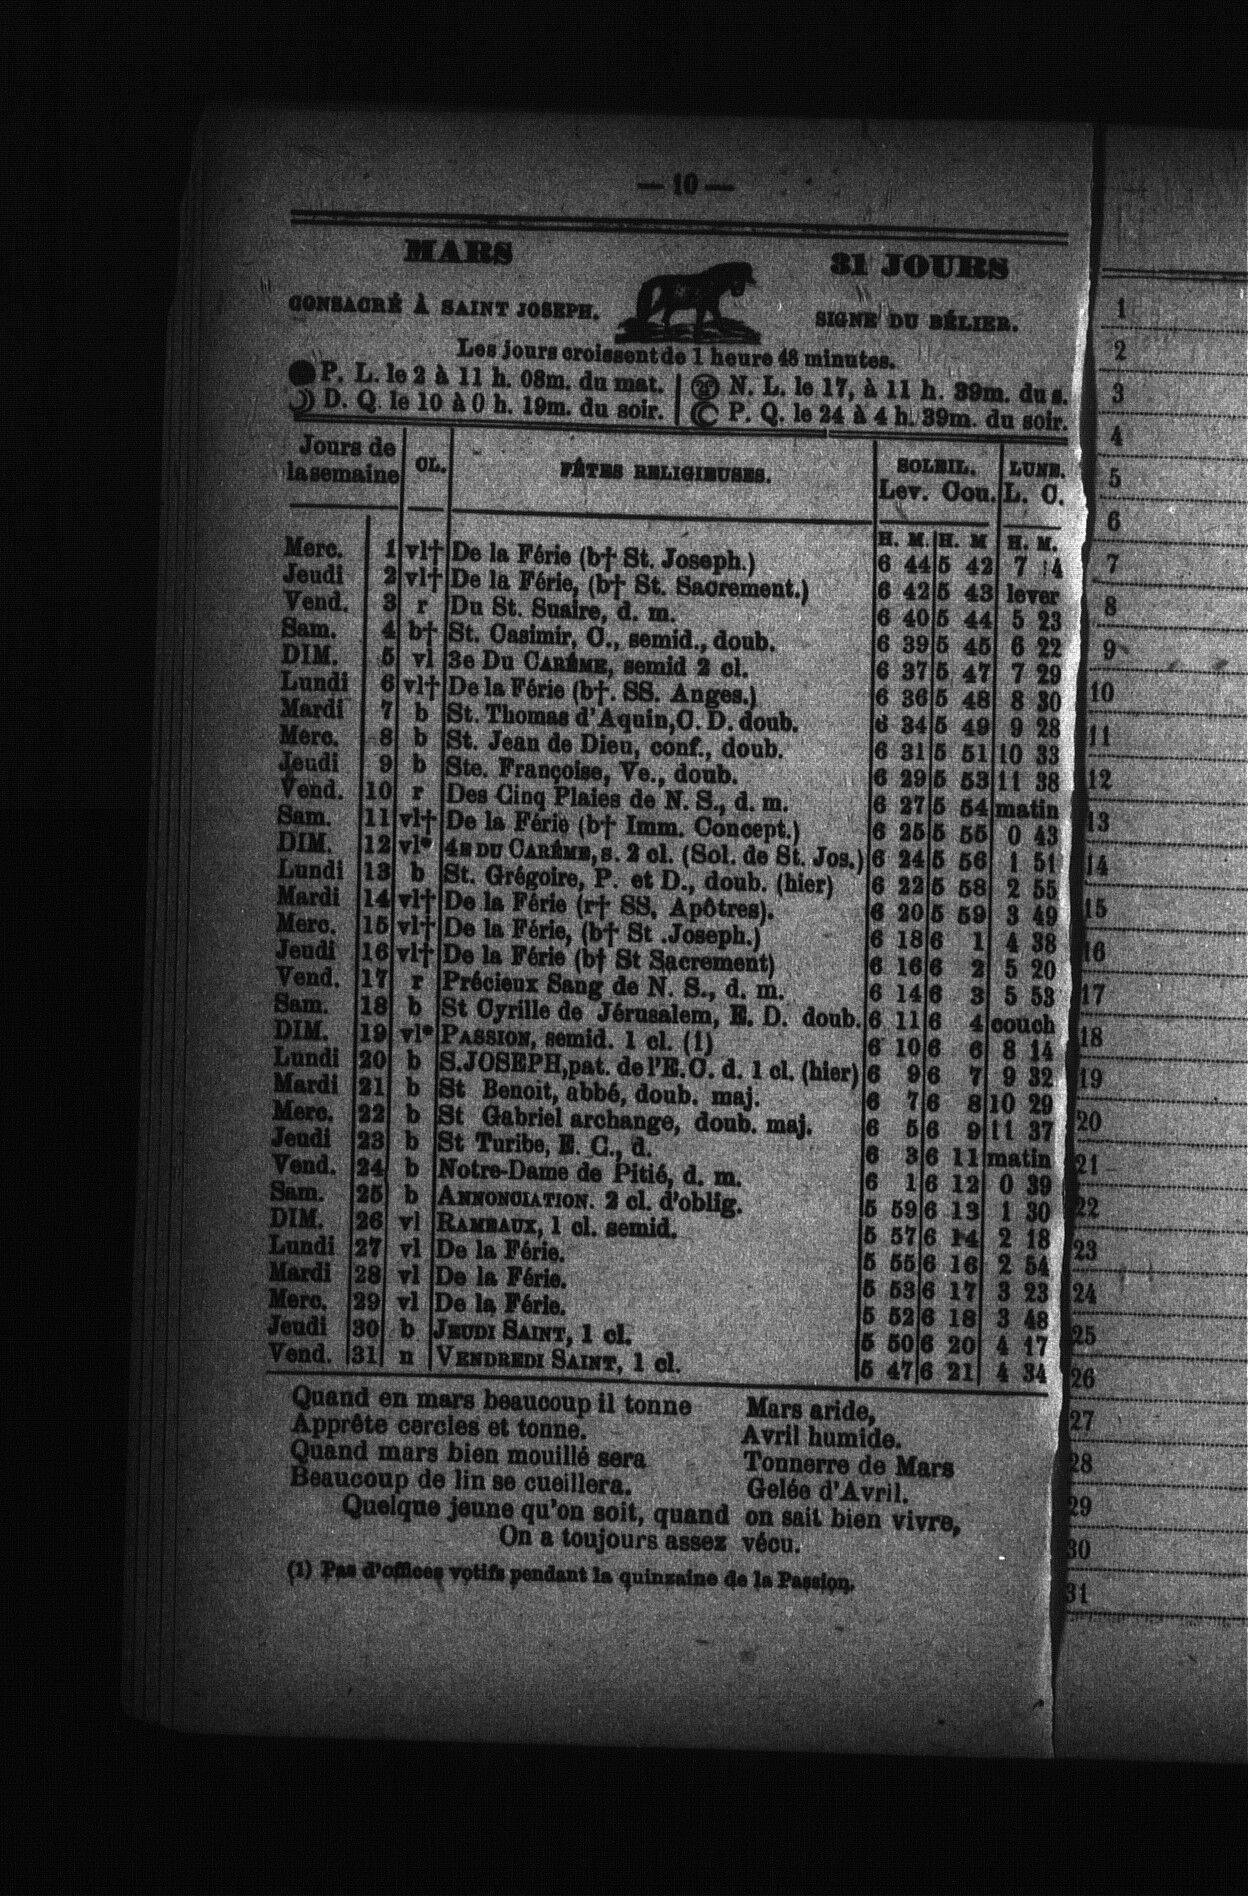 — 10 —
MARS 31 JOURS
CONSACRÉ À SAINT JOSEPH. SIGNE DU BÉLIER.
Les jours croissent de 1 heure 48 minutes.
P. L. le 2 à 11 h. 08m. du mat. N. L. le 17, à 11 h. 39m. du s.
D. Q. le 10 à 0 h. 19m. du soir. P. Q. le 24 à 4 h. 39m. du soir.
Jours de la semaine CL. FÊTES RELIGIEUSES. SOLEIL. Lev. Cou. LUNE. L. C.
H. M. H. M H. M.
Merc. 1 vl† De la Férie (b† St. Joseph.) 6 44 5 42 7 4
Jeudi 2 vl† De la Férie, (b† St. Sacrement.) 6 42 5 43 lever
Vend. 3 r Du St. Suaire, d. m. 6 40 5 44 5 23
Sam. 4 b† St. Casimir, C., semid., doub. 6 39 5 45 6 22
DIM. 5 vl 3e Du CARÊME, semid 2 cl. 6 37 5 47 7 29
Lundi 6 vl† De la Férie (b†. SS. Anges.) 6 36 5 48 8 30
Mardi 7 b St. Thomas d'Aquin, C. D. doub. 6 34 5 49 9 28
Merc. 8 b St. Jean de Dieu, conf., doub. 6 31 5 51 10 33
Jeudi 9 b Ste. Françoise, Ve., doub. 6 29 5 53 11 38
Vend. 10 r Des Cinq Plaies de N. S., d. m. 6 27 5 54 matin
Sam. 11 vl† De la Férie (b† Imm. Concept.) 6 25 5 55 0 43
DIM. 12 vl* 4E DU CARÊME, s. 2 cl. (Sol. de St. Jos.) 6 24 5 56 1 51
Lundi 13 b St. Grégoire, P. et D., doub. (hier) 6 22 5 58 2 55
Mardi 14 vl† De la Férie (r† SS. Apôtres). 6 20 5 59 3 49
Merc. 15 vl† De la Férie, (b† St .Joseph.) 6 18 6 1 4 38
Jeudi 16 vl† De la Férie (b† St Sacrement) 6 16 6 2 5 20
Vend. 17 r Précieux Sang de N. S., d. m. 6 14 6 3 5 53
Sam. 18 b St Cyrille de Jérusalem, E. D. doub. 6 11 6 4 couch
DIM. 19 vl* PASSION, semid. 1 cl. (1) 6 10 6 6 8 14
Lundi 20 b S. JOSEPH, pat. de l'E. C. d. 1 cl. (hier) 6 9 6 7 9 32
Mardi 21 b St Benoit, abbé, doub. maj. 6 7 6 8 10 29
Merc. 22 b St Gabriel archange, doub. maj. 6 5 6 9 11 37
Jeudi 23 b St Turibe, E. C., d. 6 3 6 11 matin
Vend. 24 b Notre-Dame de Pitié, d. m. 6 1 6 12 0 39
Sam. 25 b ANNONCIATION. 2 cl. d'oblig. 5 59 6 13 1 30
DIM. 26 vl RAMEAUX, 1 cl. semid. 5 57 6 14 2 18
Lundi 27 vl De la Férie. 5 55 6 16 2 54
Mardi 28 vl De la Férie. 5 53 6 17 3 23
Merc. 29 vl De la Férie. 5 52 6 18 3 48
Jeudi 30 b JEUDI SAINT, 1 cl. 5 50 6 20 4 17
Vend. 31 n VENDREDI SAINT, 1 cl. 5 47 6 21 4 34
Quand en mars beaucoup il tonne
Apprête cercles et tonne.
Quand mars bien mouillé sera
Beaucoup de lin se cueillera.
Mars aride,
Avril humide.
Tonnerre de Mars
Gelée d'Avril.
Quelque jeune qu'on soit, quand on sait bien vivre,
On a toujours assez vécu.
(1) Pas d'offices votifs pendant la quinzaine de la Passion.
1
2
3
4
5
6
7
8
9
10
11
12
13
14
15
16
17
18
19
20
21
22
23
24
25
26
27
28
29
30
31